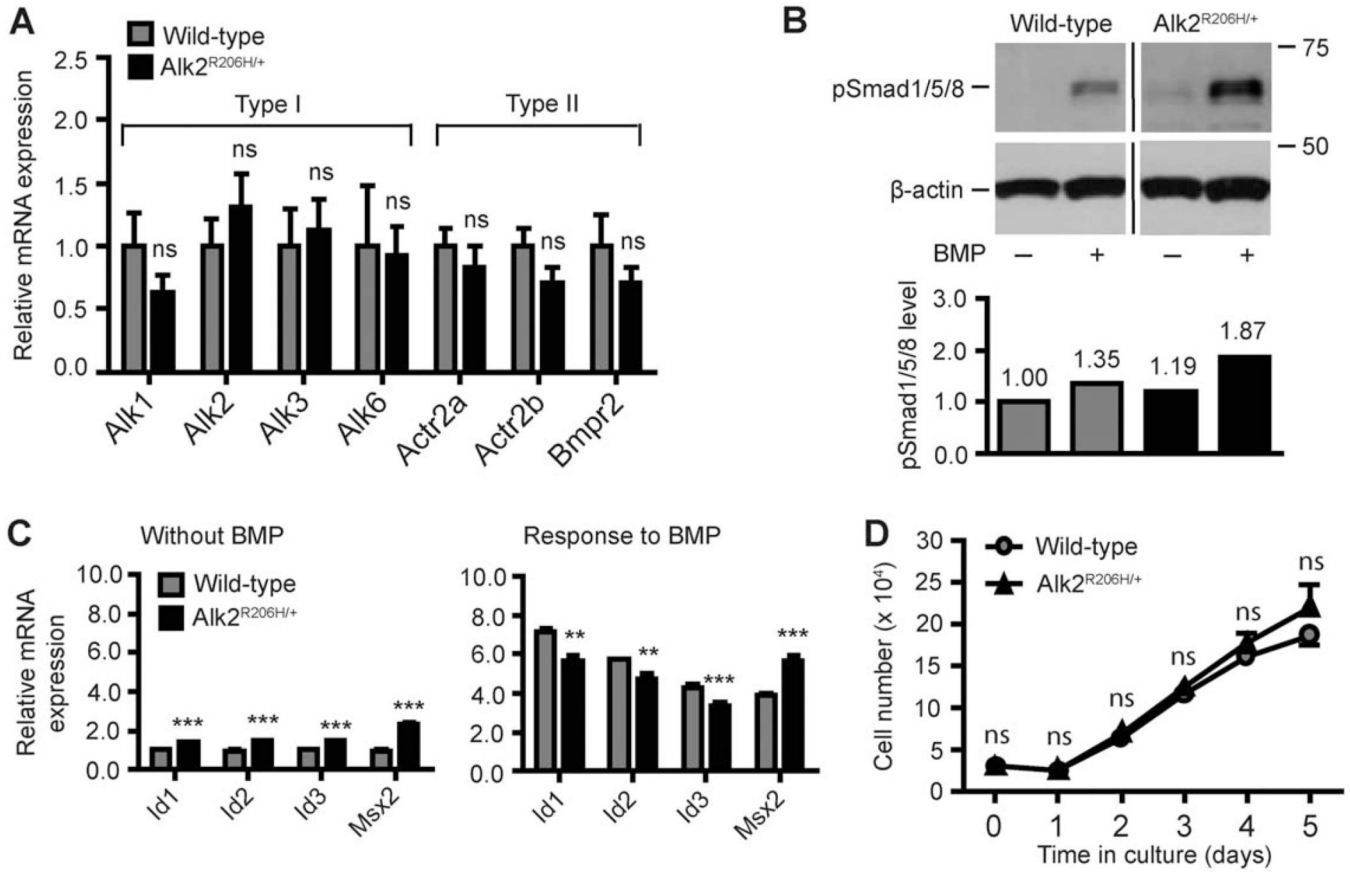 A
Wild-type
Alk2R206H/+
Relative mRNA expression
2.5
2.0
1.5
1.0
0.5
0.0
Type I
Type II
ns
ns
ns
ns
ns
ns
ns
Alk1
Alk2
Alk3
Alk6
Actr2a
Actr2b
Bmpr2
B
Wild-type
Alk2R206H/+
pSmad1/5/8
75
50
β-actin
BMP
– + – +
pSmad1/5/8 level
3.0
2.0
1.0
0.0
1.00
1.35
1.19
1.87
C
Without BMP
Relative mRNA
expression
10.0
8.0
6.0
4.0
2.0
0.0
Wild-type
Alk2R206H/+
***
***
***
***
Id1
Id2
Id3
Msx2
Response to BMP
10.0
8.0
6.0
4.0
2.0
0.0
**
**
***
***
Id1
Id2
Id3
Msx2
D
Wild-type
Alk2R206H/+
Cell number (x 10⁴)
30
25
20
15
10
5
0
ns
ns
ns
ns
ns
ns
0 1 2 3 4 5
Time in culture (days)